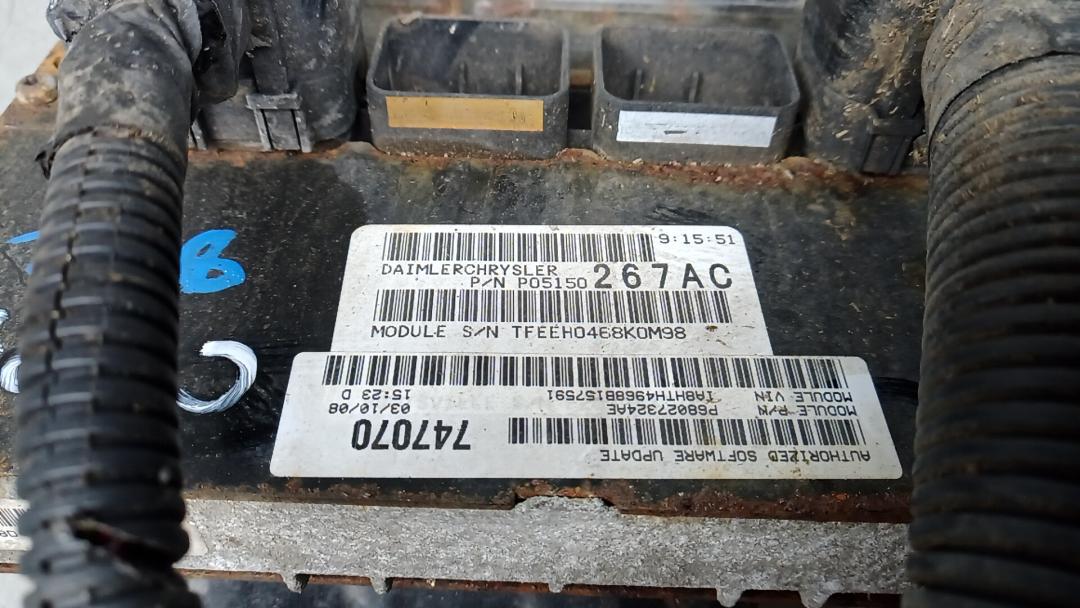 9:15:51
DAIMLERCHRYSLER
P/N P05150 267AC
MODULE S/N TFEEH0468K0M98
AUTHORIZED SOFTWARE UPDATE
747070
MODULE P/N P68027324AE 03/10/08
MODULE VIN 1A8HT4968B157591 15:23 D
B